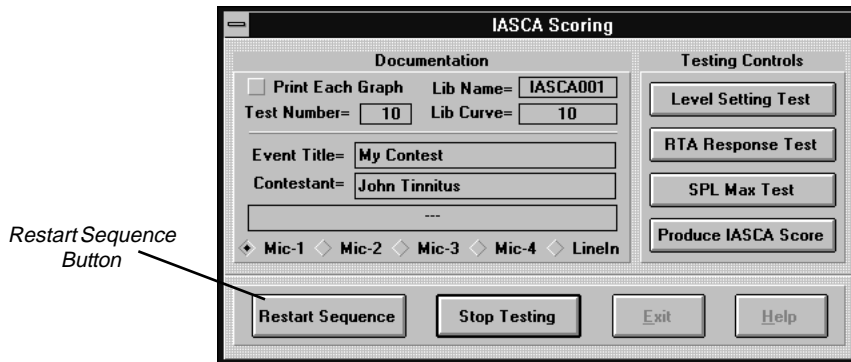 IASCA Scoring
Documentation
Print Each Graph Lib Name= IASCA001
Test Number= 10 Lib Curve= 10
Event Title= My Contest
Contestant= John Tinnitus
---
Mic-1 Mic-2 Mic-3 Mic-4 LineIn
Testing Controls
Level Setting Test
RTA Response Test
SPL Max Test
Produce IASCA Score
Restart Sequence
Button
Restart Sequence Stop Testing Exit Help